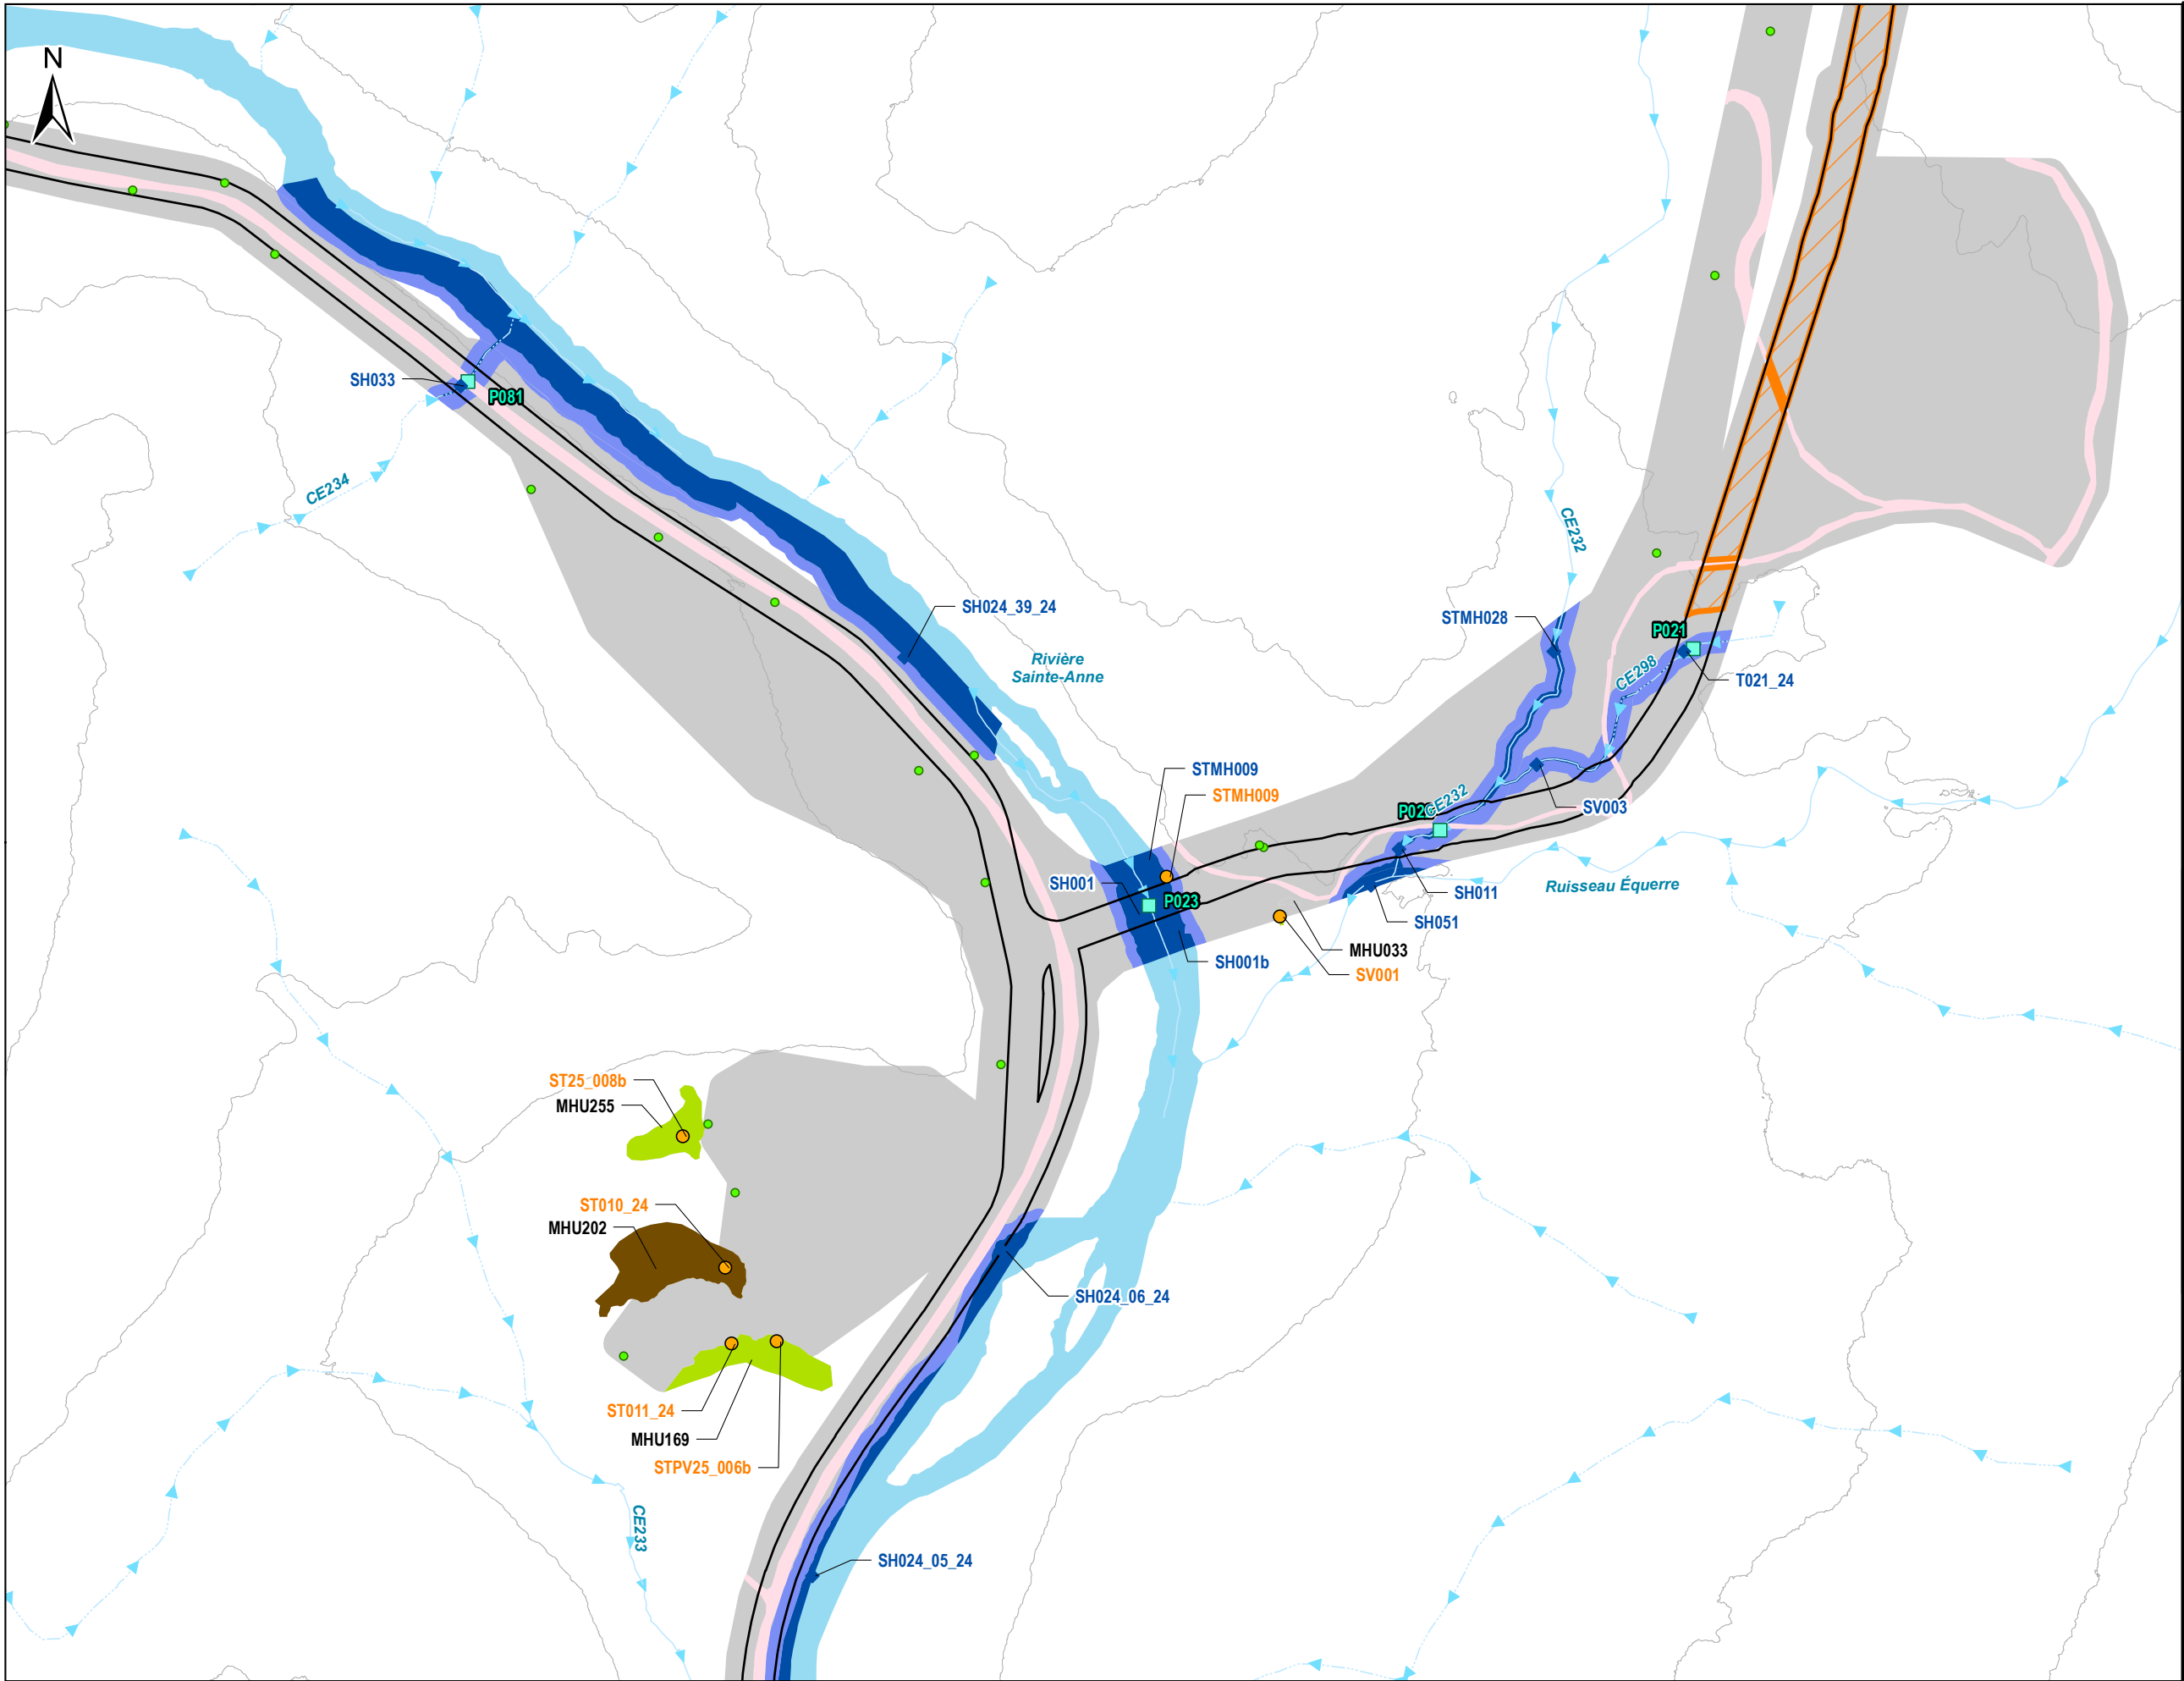 N
SH033
P081
CE234
SH024_39_24
Rivière
Sainte-Anne
CE232
STMH028
P021
CE298
T021_24
STMH009
STMH009
CE232
SV003
SH001
P023
Ruisseau Équerre
SH011
SH051
MHU033
SH001b
SV001
ST25_008b
MHU255
ST010_24
MHU202
SH024_06_24
ST011_24
MHU169
STPV25_006b
CE233
SH024_05_24